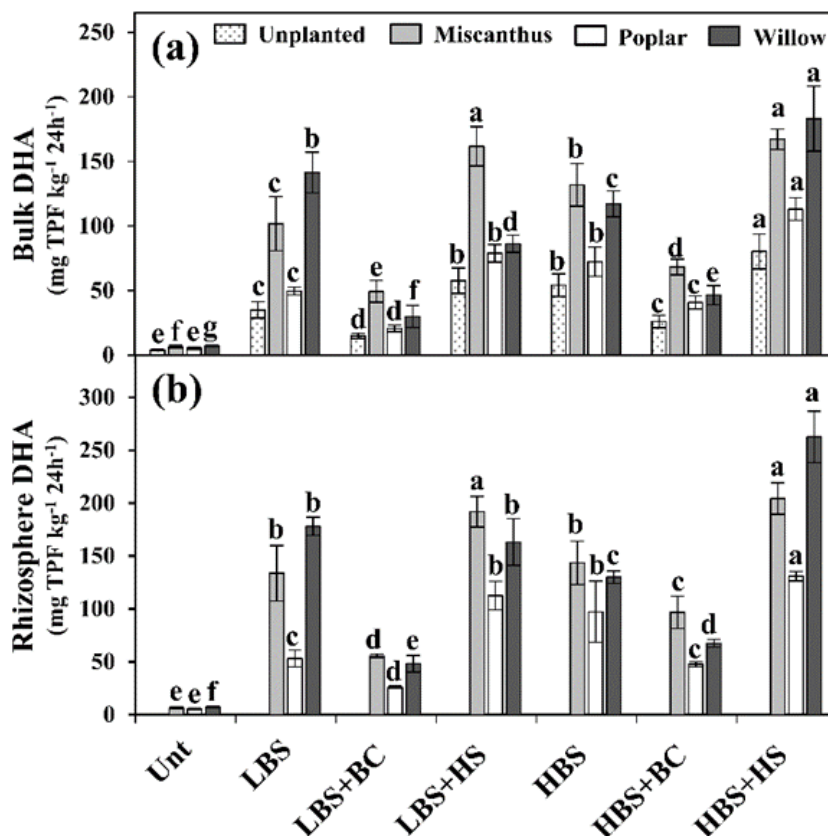 (a) Unplanted Miscanthus Poplar Willow
Bulk DHA
(mg TPF kg⁻¹ 24h⁻¹)
250
200
150
100
50
0
e f e g
c c c b
d e d f
b a b d
b b b c
c d c e
a a a a
(b)
Rhizosphere DHA
(mg TPF kg⁻¹ 24h⁻¹)
300
250
200
150
100
50
0
e e f
b c b
d d e
a b b
b b c
c c d
a a a
Unt LBS LBS+BC LBS+HS HBS HBS+BC HBS+HS